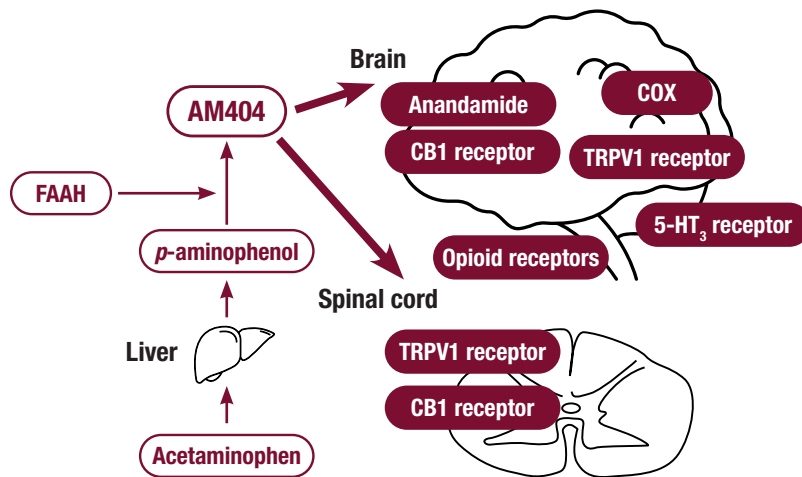 Brain
AM404
Anandamide
COX
CB1 receptor
TRPV1 receptor
FAAH
5-HT₃ receptor
p-aminophenol
Opioid receptors
Spinal cord
Liver
TRPV1 receptor
CB1 receptor
Acetaminophen